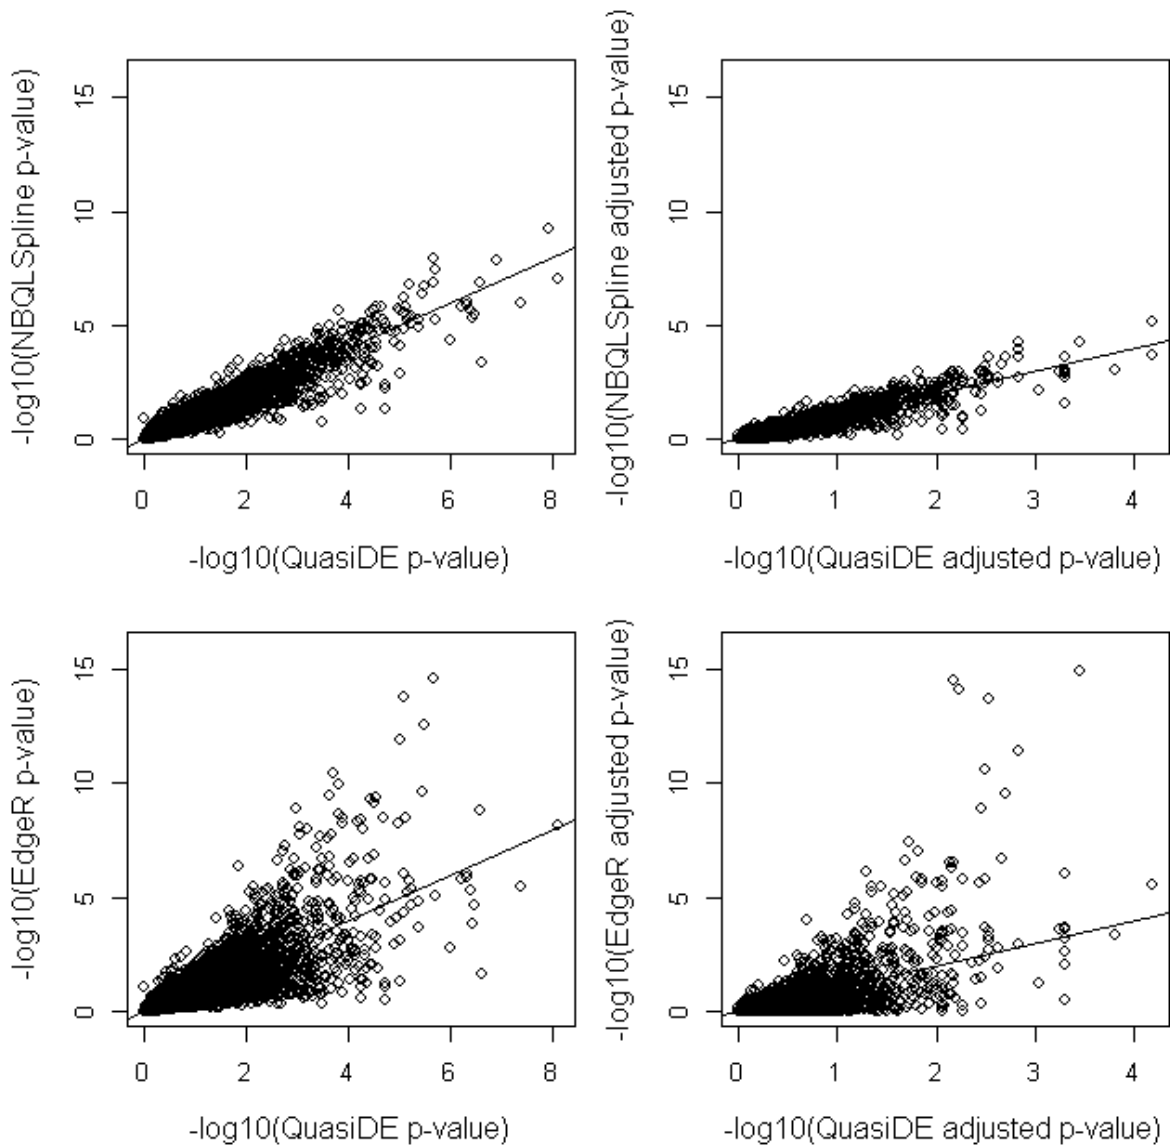 -log10(NBQLSpline p-value)
15
10
5
0
0 2 4 6 8
-log10(QuasiDE p-value)
-log10(NBQLSpline adjusted p-value)
15
10
5
0
0 1 2 3 4
-log10(QuasiDE adjusted p-value)
-log10(EdgeR p-value)
15
10
5
0
0 2 4 6 8
-log10(QuasiDE p-value)
-log10(EdgeR adjusted p-value)
15
10
5
0
0 1 2 3 4
-log10(QuasiDE adjusted p-value)